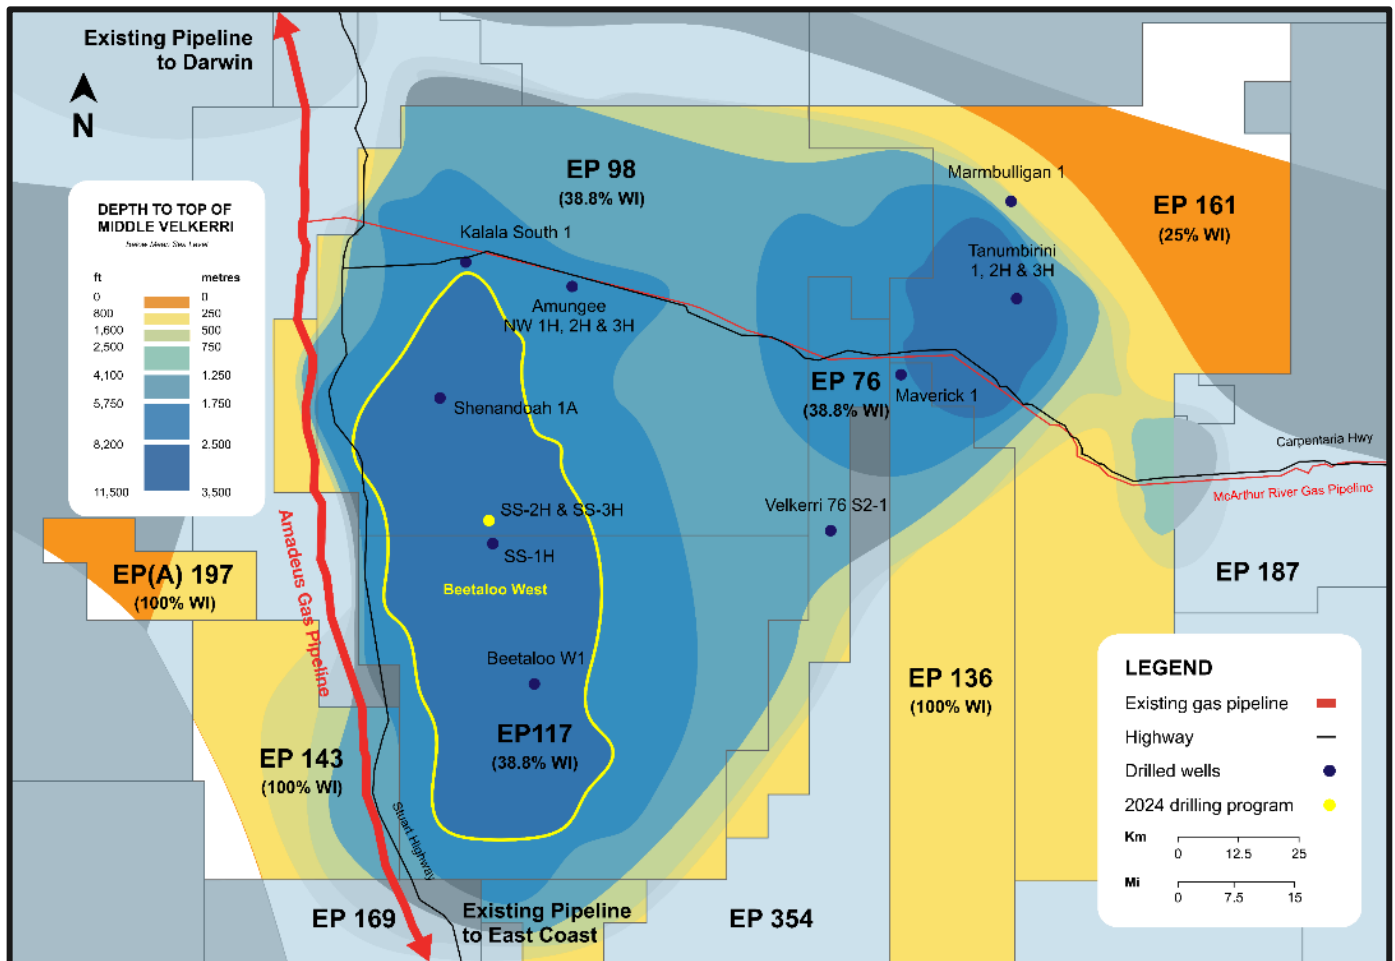 Existing Pipeline
to Darwin
N
DEPTH TO TOP OF
MIDDLE VELKERRI
Below Mean Sea Level
ft metres
0 0
800 250
1,600 500
2,500 750
4,100 1,250
5,750 1,750
8,200 2,500
11,500 3,500
EP 98
(38.8% WI)
Marmbulligan 1
EP 161
(25% WI)
Kalala South 1
Tanumbirini
1, 2H & 3H
Amungee
NW 1H, 2H & 3H
EP 76
(38.8% WI)
Maverick 1
Shenandoah 1A
Carpentaria Hwy
McArthur River Gas Pipeline
Velkerri 76 S2-1
SS-2H & SS-3H
SS-1H
Amadeus Gas Pipeline
EP(A) 197
(100% WI)
Beetaloo West
EP 187
Beetaloo W1
EP 136
(100% WI)
EP117
(38.8% WI)
EP 143
(100% WI)
Stuart Highway
LEGEND
Existing gas pipeline
Highway
Drilled wells
2024 drilling program
Km
0 12.5 25
Mi
0 7.5 15
EP 169
Existing Pipeline
to East Coast
EP 354